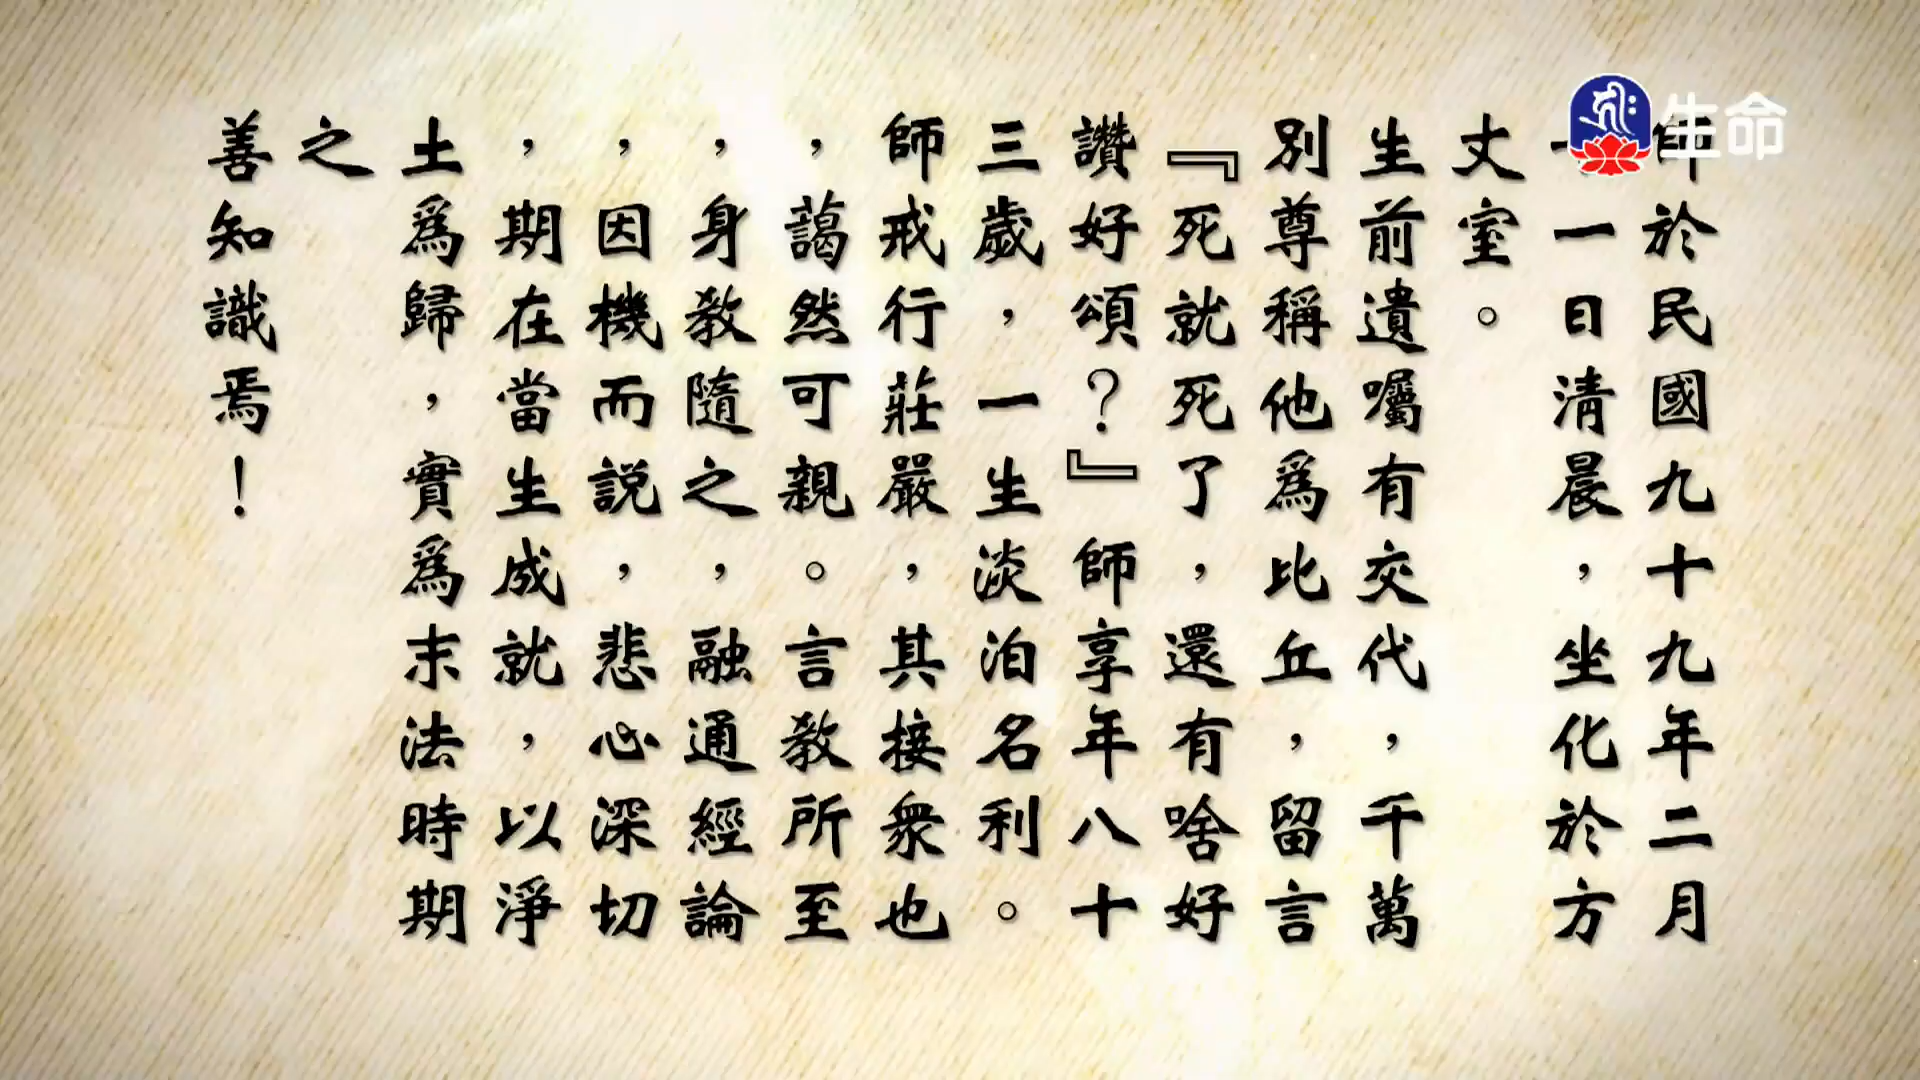 生命
師於民國九十九年二月
一日清晨，坐化於方
丈室。
生前遺囑有交代，千萬
別尊稱他爲比丘，留言
『死就死死了，還有啥好
讚好頌？』師享年八十
三歲，一生淡泊名利。
師戒行莊嚴，其接衆也
，藹然可親。言教所至
，身教隨之，融通經論
，因機而說，悲心深切
，期在當生成就，以淨
土爲歸，實爲末法時期
之
善知識焉！